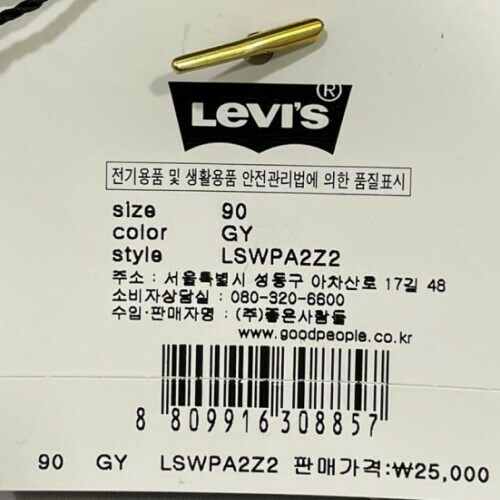 LEVI'S®
전기용품 및 생활용품 안전관리법에 의한 품질표시
size 90
color GY
style LSWPA2Z2
주소 : 서울특별시 성동구 아차산로 17길 48
소비자상담실 : 080-320-6600
수입·판매자명 : (주)좋은사람들
www.goodpeople.co.kr
8 809916 308857
90 GY LSWPA2Z2 판매가격:₩25,000